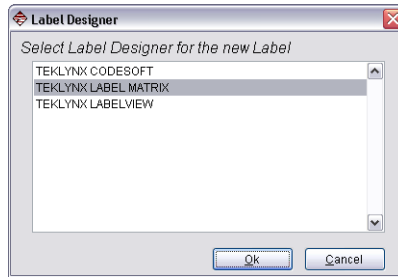 Label Designer
Select Label Designer for the new Label
TEKLYNX CODESOFT
TEKLYNX LABEL MATRIX
TEKLYNX LABELVIEW
Ok
Cancel